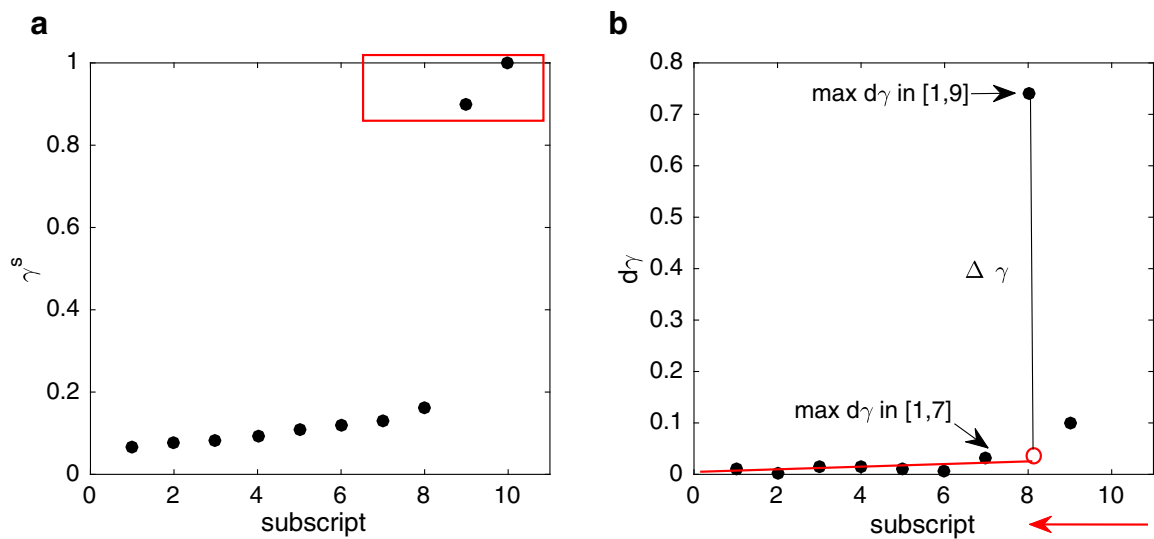 a
1
0.8
0.6
0.4
0.2
0
γs
0 2 4 6 8 10
subscript
b
0.8
0.7
0.6
0.5
0.4
0.3
0.2
0.1
0
dγ
max dγ in [1,9]
Δ γ
max dγ in [1,7]
0 2 4 6 8 10
subscript